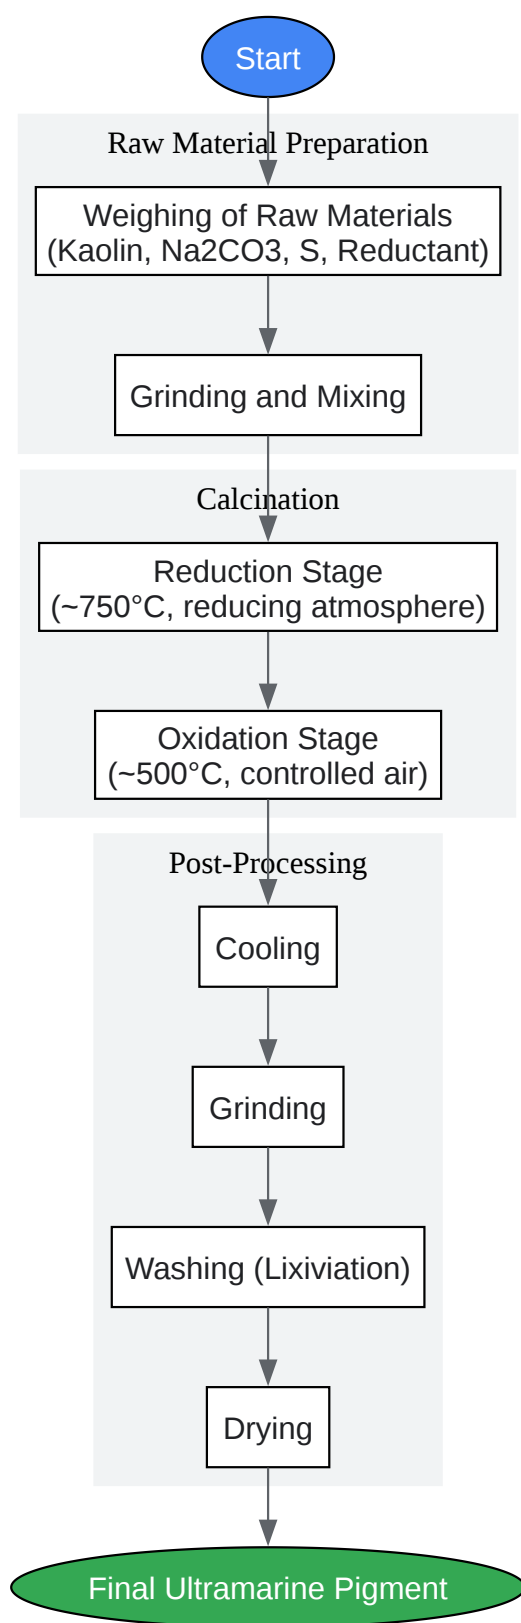 Start
Raw Material Preparation
Weighing of Raw Materials
(Kaolin, Na2CO3, S, Reductant)
Grinding and Mixing
Calcination
Reduction Stage
(~750°C, reducing atmosphere)
Oxidation Stage
(~500°C, controlled air)
Post-Processing
Cooling
Grinding
Washing (Lixiviation)
Drying
Final Ultramarine Pigment